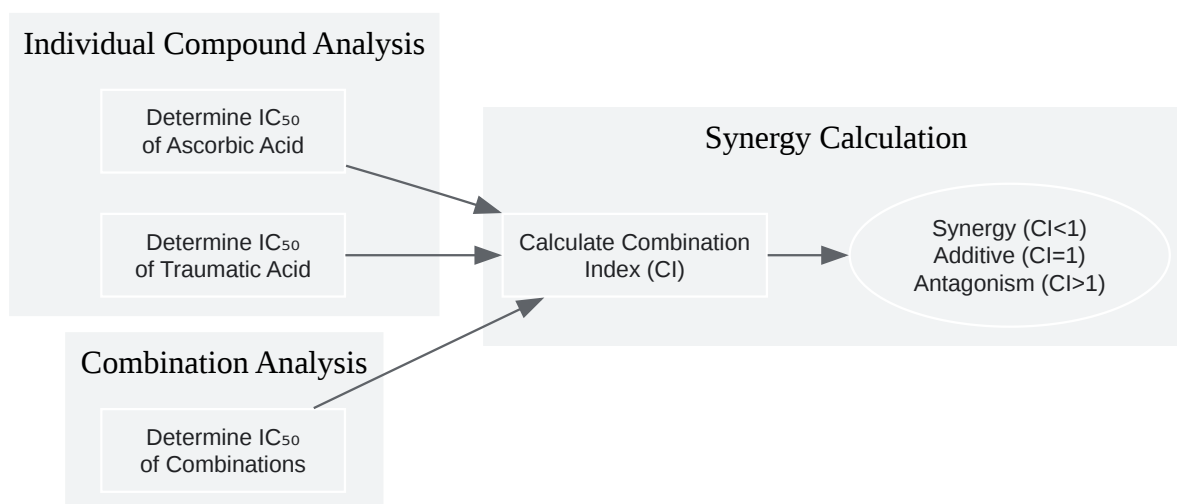 Individual Compound Analysis
Determine IC₅₀
of Ascorbic Acid
Determine IC₅₀
of Traumatic Acid
Combination Analysis
Determine IC₅₀
of Combinations
Synergy Calculation
Calculate Combination
Index (CI)
Synergy (CI<1)
Additive (CI=1)
Antagonism (CI>1)